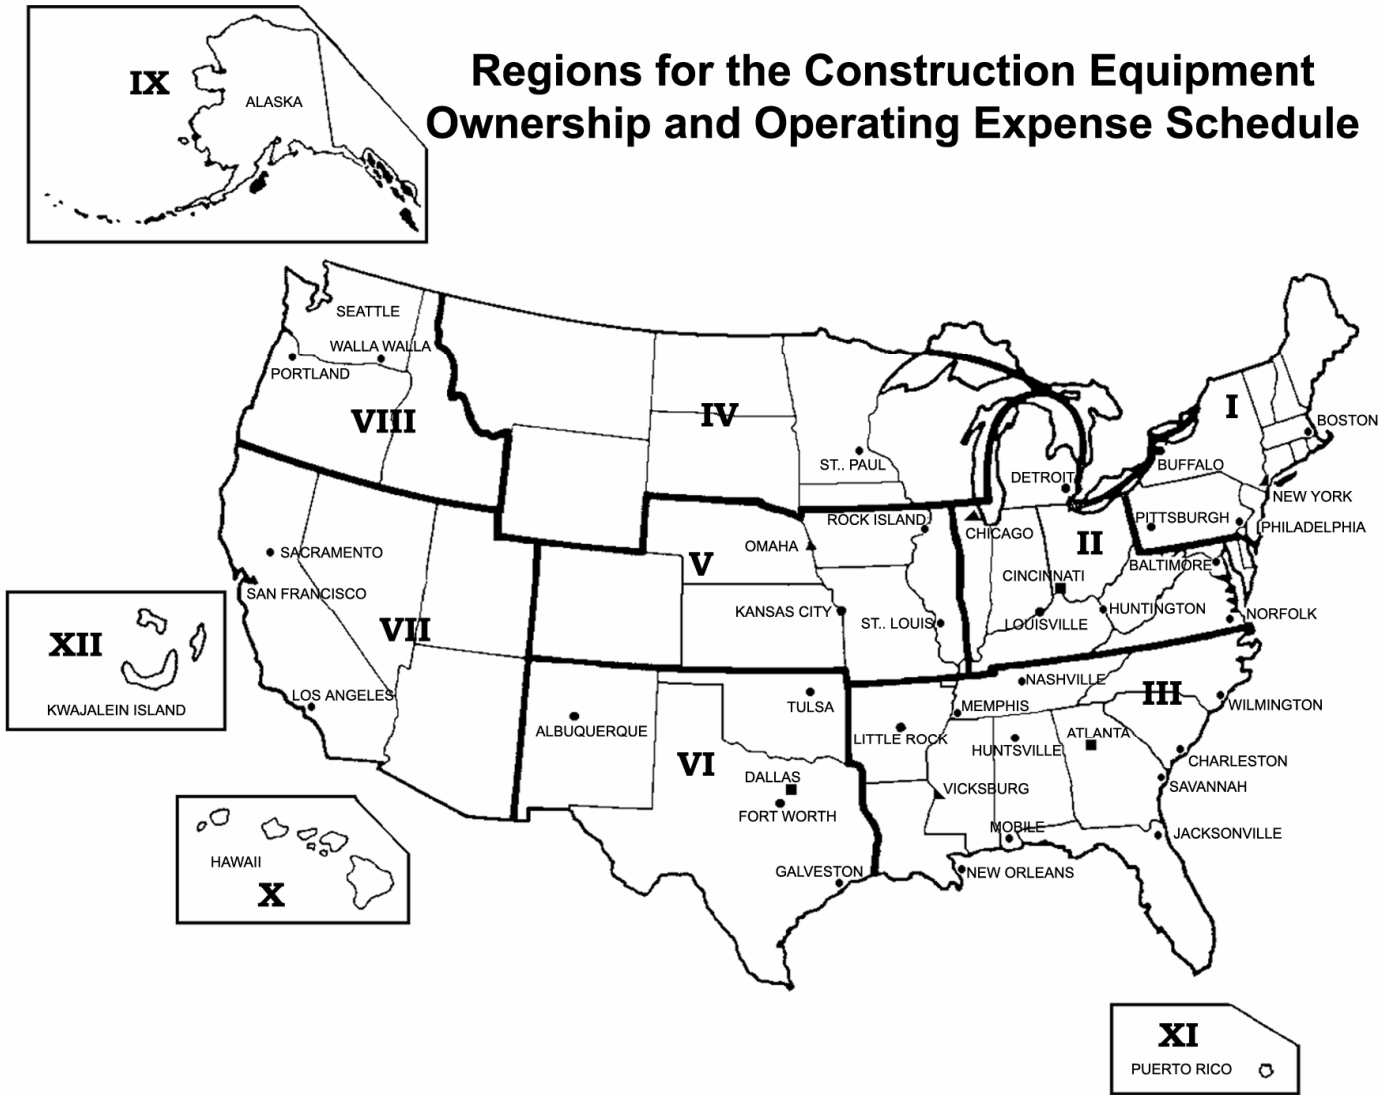 Regions for the Construction Equipment
Ownership and Operating Expense Schedule
IX
ALASKA
SEATTLE
WALLA WALLA
PORTLAND
VIII
IV
I
BOSTON
ST.. PAUL
DETROIT
BUFFALO
NEW YORK
ROCK ISLAND
PITTSBURGH
PHILADELPHIA
CHICAGO
II
OMAHA
SACRAMENTO
V
BALTIMORE
CINCINNATI
SAN FRANCISCO
KANSAS CITY
HUNTINGTON
NORFOLK
ST.. LOUIS
LOUISVILLE
VII
XII
KWAJALEIN ISLAND
NASHVILLE
III
LOS ANGELES
TULSA
MEMPHIS
WILMINGTON
ALBUQUERQUE
LITTLE ROCK
ATLANTA
HUNTSVILLE
VI
CHARLESTON
DALLAS
VICKSBURG
SAVANNAH
FORT WORTH
MOBILE
JACKSONVILLE
HAWAII
X
GALVESTON
NEW ORLEANS
XI
PUERTO RICO